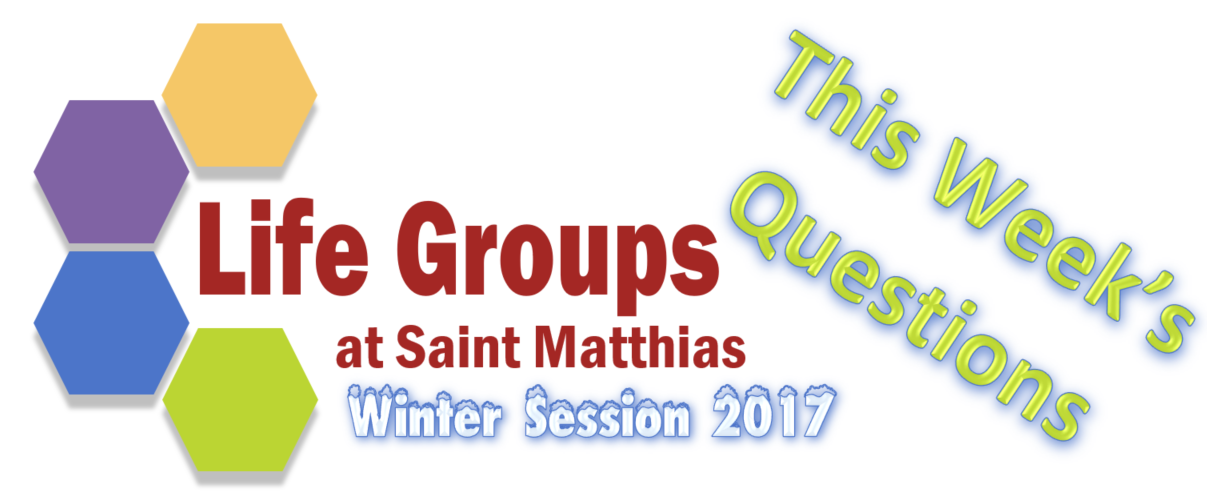 Life Groups
at Saint Matthias
Winter Session 2017
This Week's
Questions